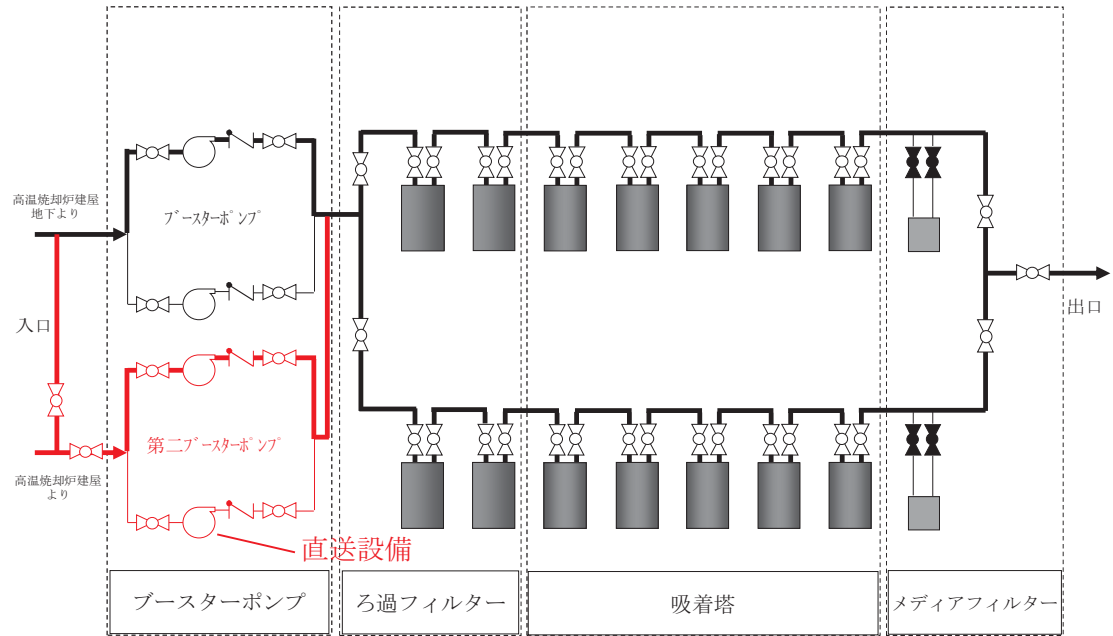 高温焼却炉建屋
地下より
ブースターポンプ
入口
出口
第二ブースターポンプ
高温焼却炉建屋
より
直送設備
ブースターポンプ
ろ過フィルター
吸着塔
メディアフィルター